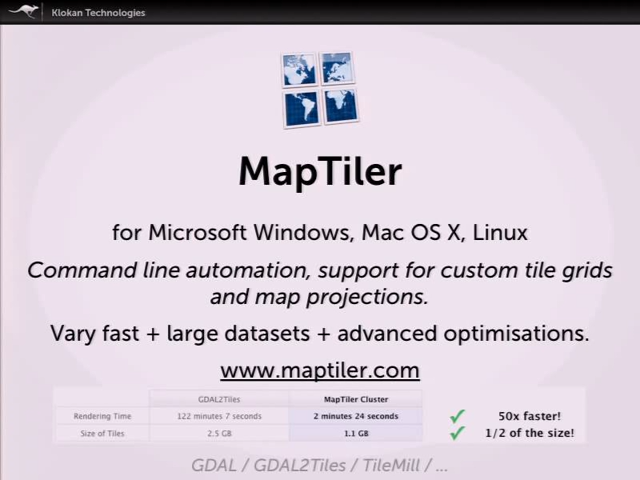 Klokan Technologies
MapTiler
for Microsoft Windows, Mac OS X, Linux
Command line automation, support for custom tile grids
and map projections.
Vary fast + large datasets + advanced optimisations.
www.maptiler.com
GDAL2Tiles MapTiler Cluster
Rendering Time 122 minutes 7 seconds 2 minutes 24 seconds 50x faster!
Size of Tiles 2.5 GB 1.1 GB 1/2 of the size!
GDAL / GDAL2Tiles / TileMill / ...